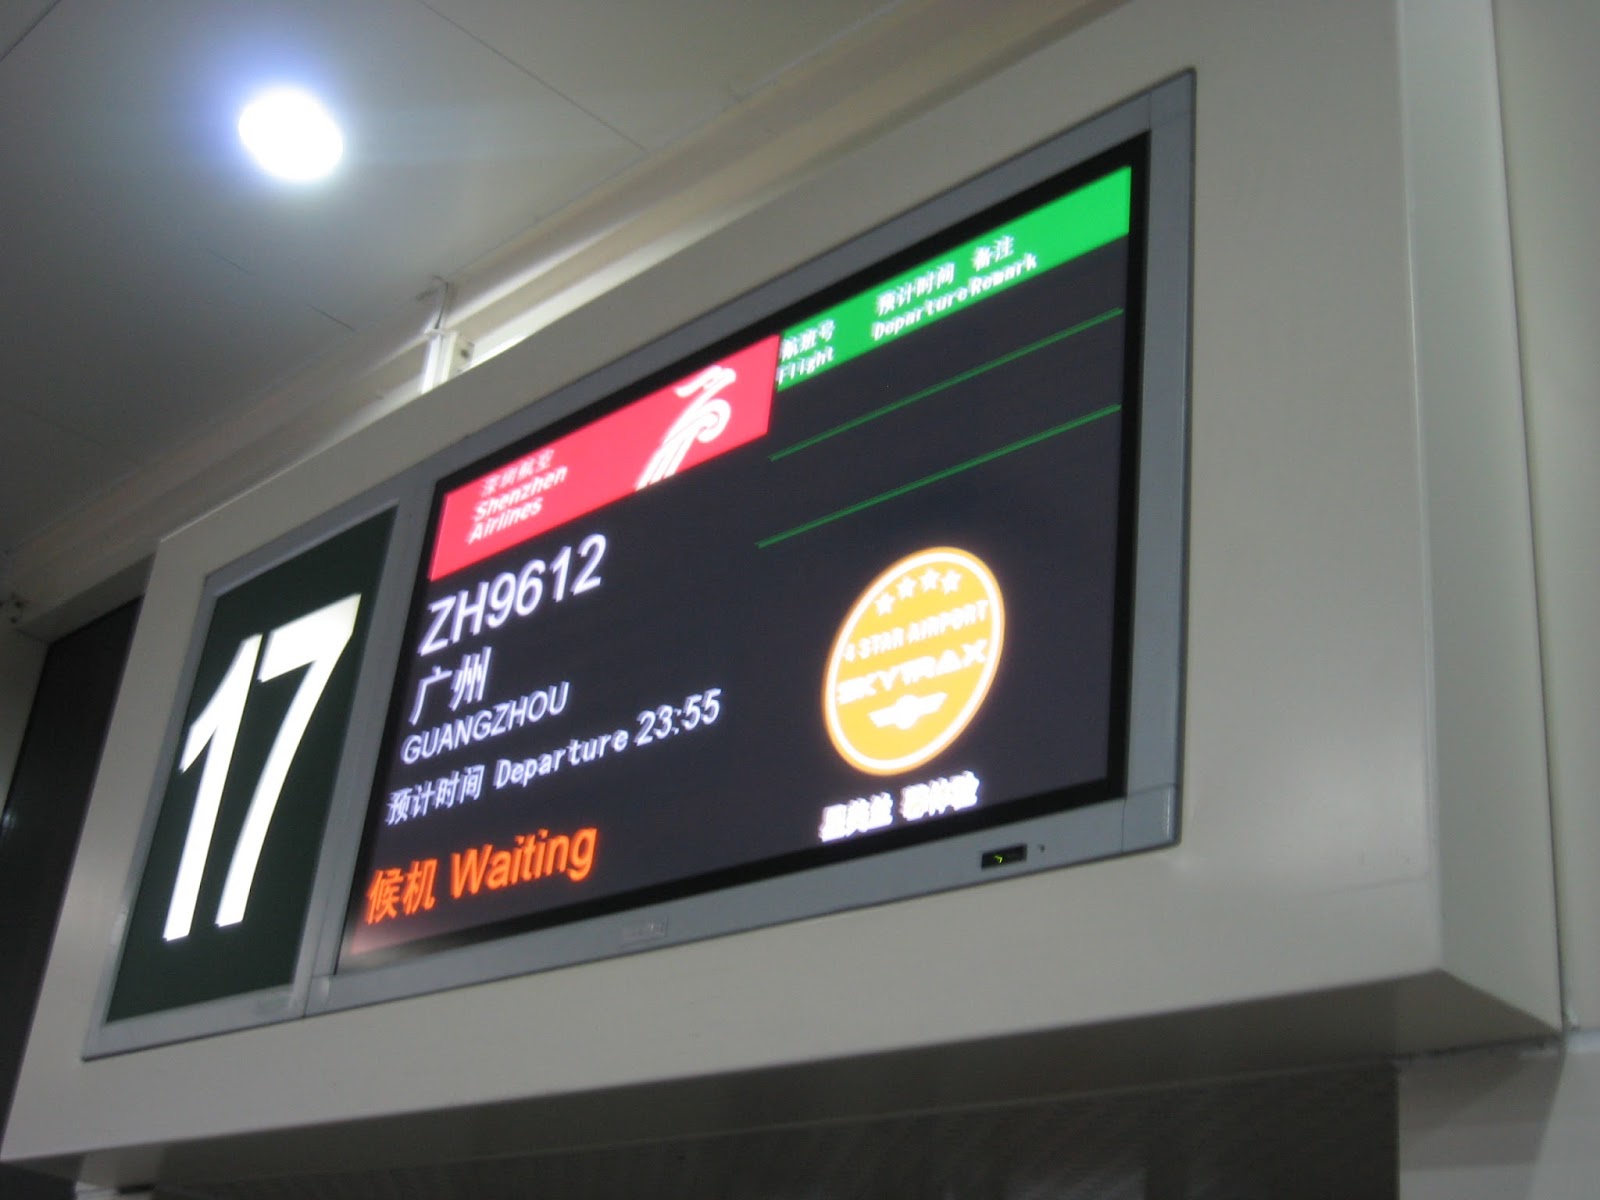 17
深圳航空
Shenzhen
Airlines
ZH9612
广州
GUANGZHOU
预计时间 Departure 23:55
候机 Waiting
航班号 预计时间 备注
Flight Departure Remark
4 STAR AIRPORT
SKYTRAX